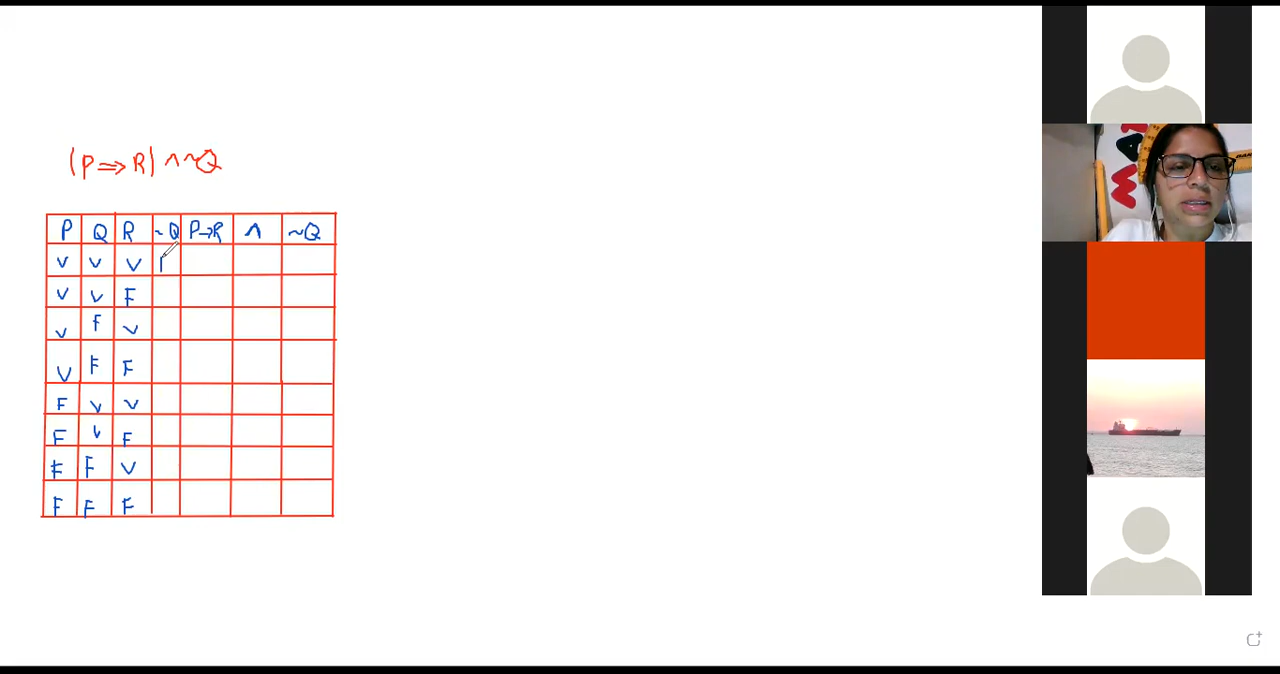 (P ⇒ R) ∧ ~Q
P Q R ~Q P→R ∧ ~Q
V V V
V V F
V F V
V F F
F V V
F V F
F F V
F F F